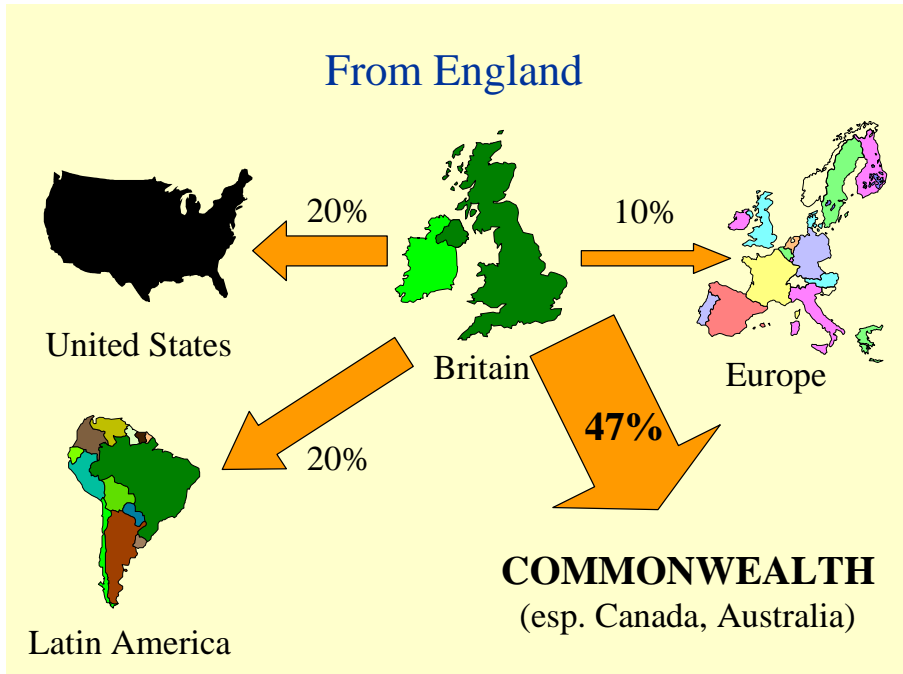 From England
20%
10%
United States
Britain
Europe
47%
20%
COMMONWEALTH
(esp. Canada, Australia)
Latin America